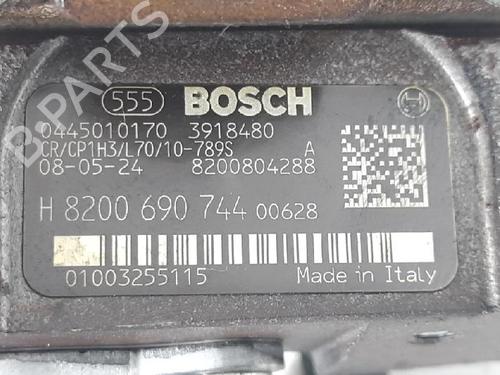 555 BOSCH
0445010170 3918480
CR/CP1H3/L70/10-789S A
08-05-24 8200804288
H 8200 690 744 00628
01003255115 Made in Italy
B-PARTS